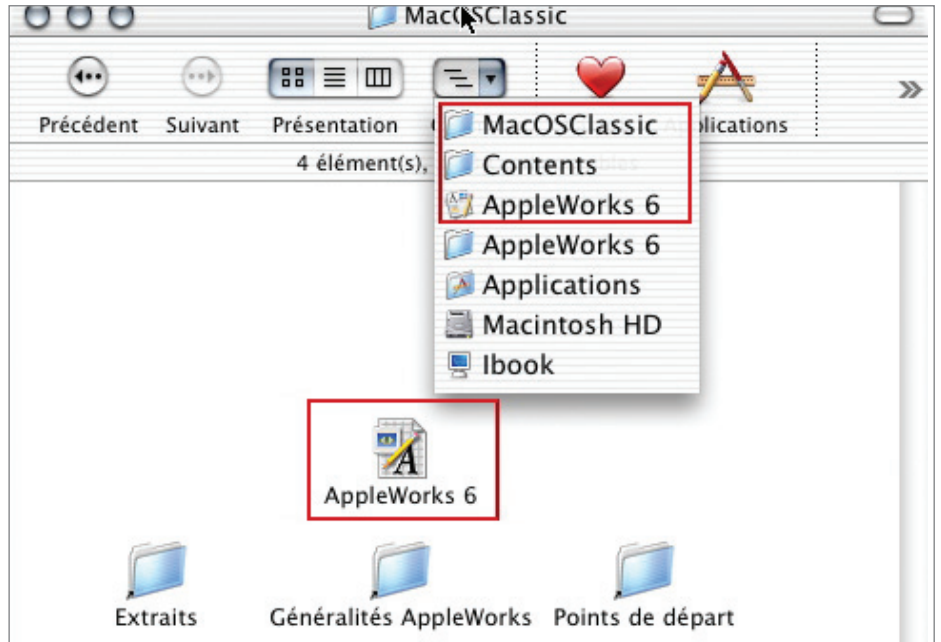 MacOSClassic
Précédent Suivant Présentation
MacOSClassic
Contents
AppleWorks 6
AppleWorks 6
Applications
Macintosh HD
Ibook
4 élément(s),
AppleWorks 6
Extraits Généralités AppleWorks Points de départ